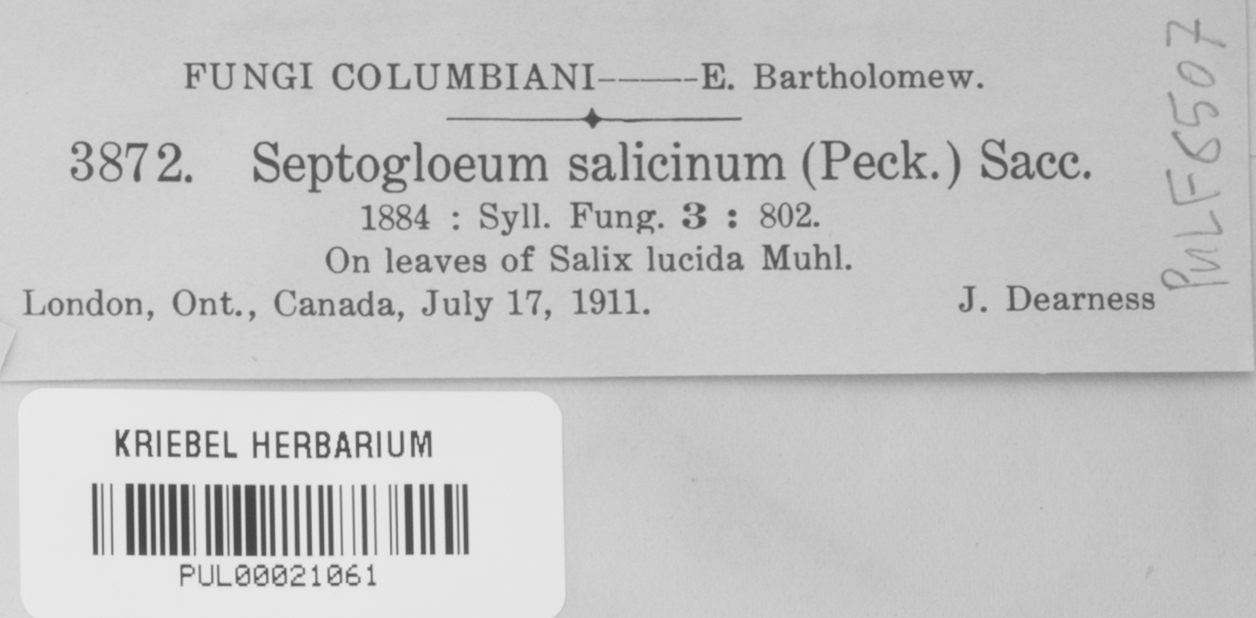 FUNGI COLUMBIANI———E. Bartholomew.
3872. Septogloeum salicinum (Peck.) Sacc.
1884 : Syll. Fung. 3 : 802.
On leaves of Salix lucida Muhl.
London, Ont., Canada, July 17, 1911. J. Dearness
PuLF6507
KRIEBEL HERBARIUM
PUL00021061